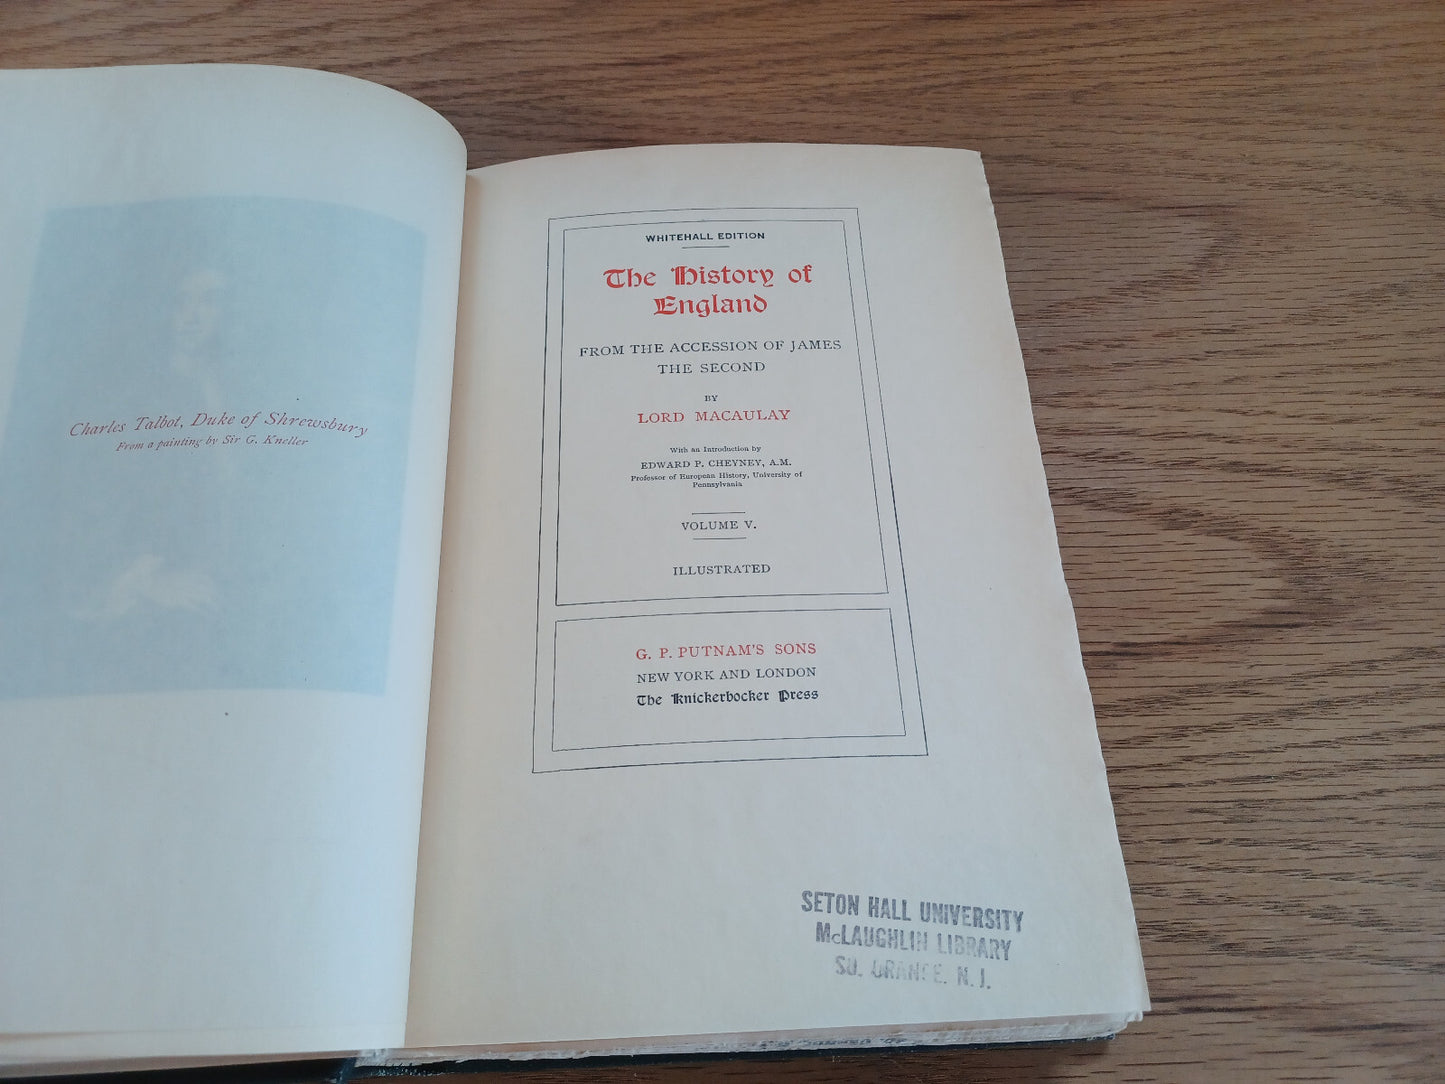 Charles Talbot, Duke of Shrewsbury
From a painting by Sir G. Kneller
WHITEHALL EDITION
The History of
England
FROM THE ACCESSION OF JAMES
THE SECOND
BY
LORD MACAULAY
With an Introduction by
EDWARD P. CHEYNEY, A.M.
Professor of European History, University of
Pennsylvania
VOLUME V.
ILLUSTRATED
G. P. PUTNAM'S SONS
NEW YORK AND LONDON
The Knickerbocker Press
SETON HALL UNIVERSITY
McLAUGHLIN LIBRARY
SO. ORANGE, N. J.